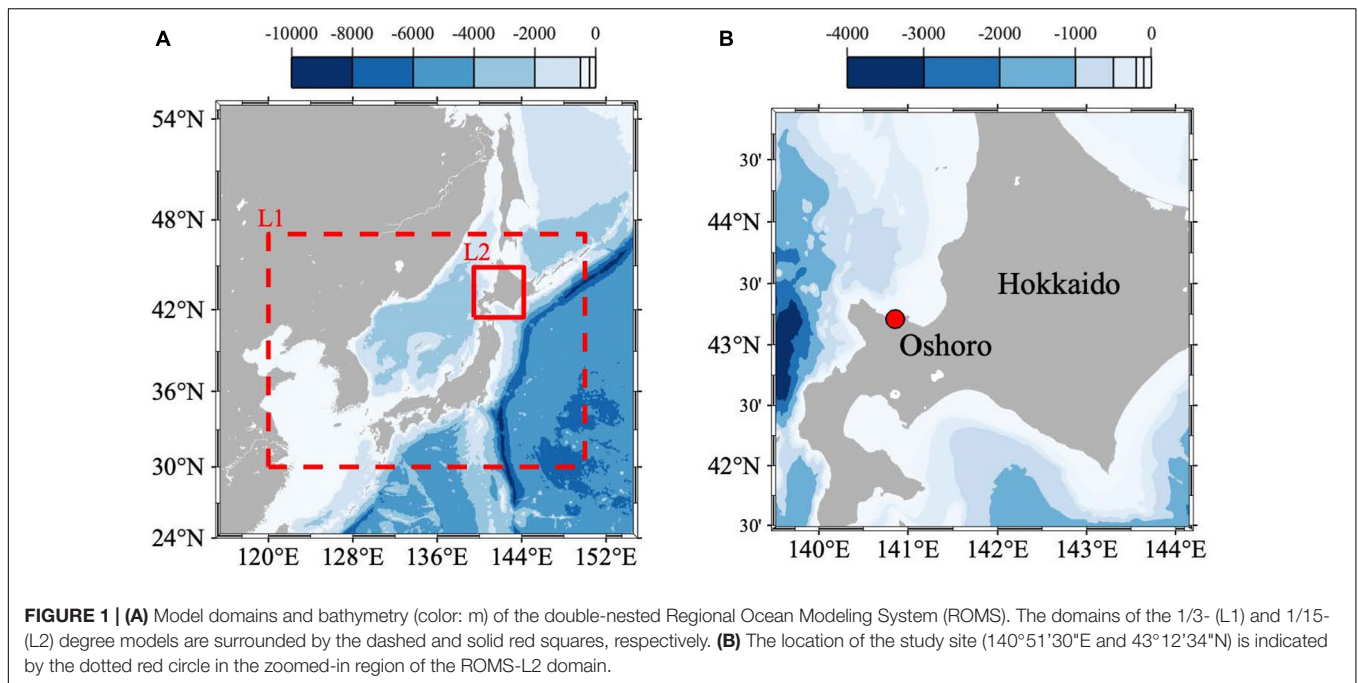 A
-10000 -8000 -6000 -4000 -2000 0
54°N
48°N
42°N
36°N
30°N
24°N
120°E 128°E 136°E 144°E 152°E
L1
L2
B
-4000 -3000 -2000 -1000 0
30'
44°N
30'
43°N
30'
42°N
30'
140°E 141°E 142°E 143°E 144°E
Hokkaido
Oshoro
FIGURE 1 | (A) Model domains and bathymetry (color: m) of the double-nested Regional Ocean Modeling System (ROMS). The domains of the 1/3- (L1) and 1/15-
(L2) degree models are surrounded by the dashed and solid red squares, respectively. (B) The location of the study site (140°51'30"E and 43°12'34"N) is indicated
by the dotted red circle in the zoomed-in region of the ROMS-L2 domain.